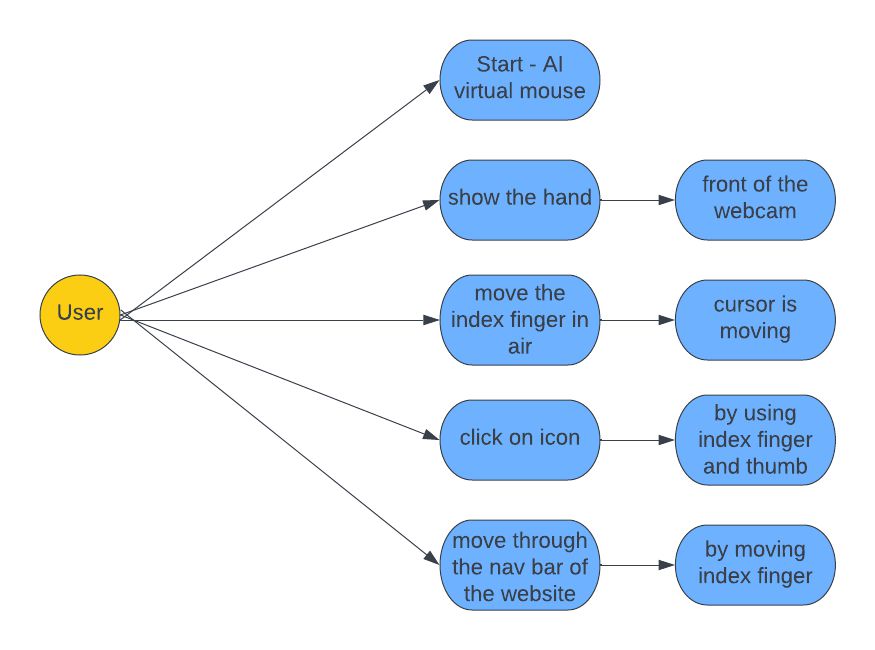 Start - AI
virtual mouse
show the hand
front of the
webcam
User
move the
index finger in
air
cursor is
moving
click on icon
by using
index finger
and thumb
move through
the nav bar of
the website
by moving
index finger